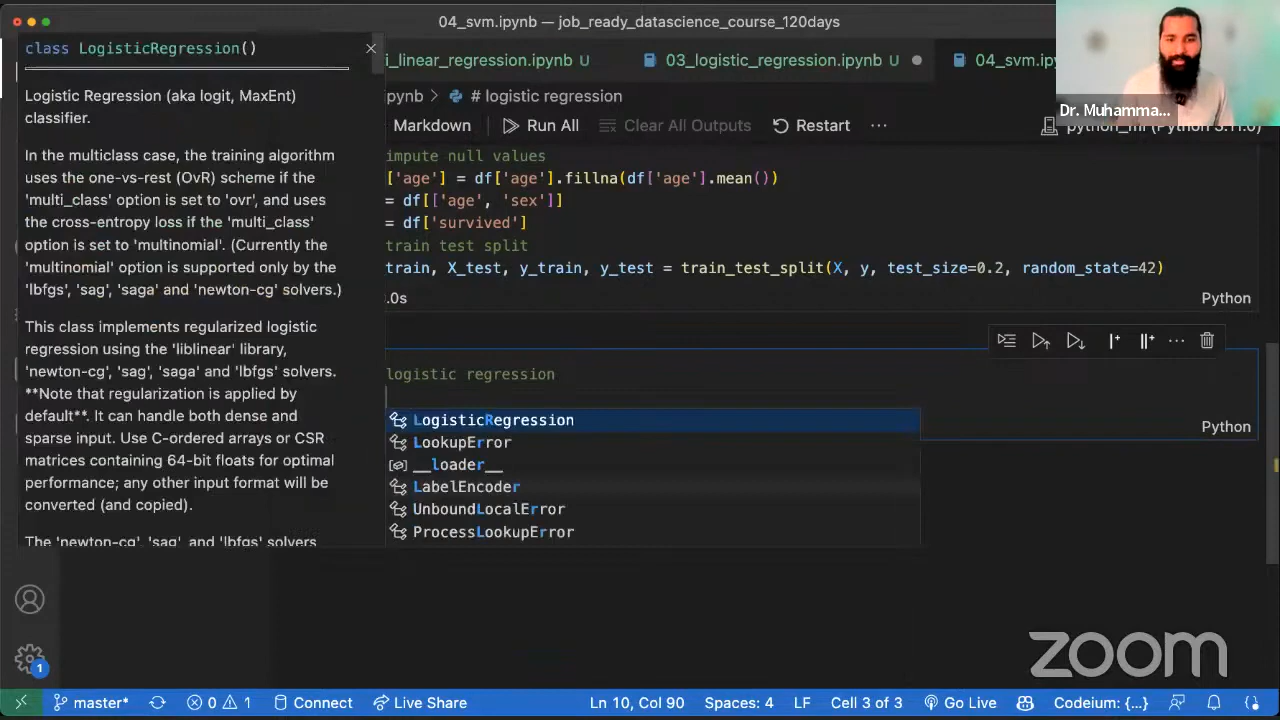 04_svm.ipynb — job_ready_datascience_course_120days
class LogisticRegression()
Logistic Regression (aka logit, MaxEnt)
classifier.
In the multiclass case, the training algorithm
uses the one-vs-rest (OvR) scheme if the
'multi_class' option is set to 'ovr', and uses
the cross-entropy loss if the 'multi_class'
option is set to 'multinomial'. (Currently the
'multinomial' option is supported only by the
'lbfgs', 'sag', 'saga' and 'newton-cg' solvers.)
This class implements regularized logistic
regression using the 'liblinear' library,
'newton-cg', 'sag', 'saga' and 'lbfgs' solvers.
**Note that regularization is applied by
default**. It can handle both dense and
sparse input. Use C-ordered arrays or CSR
matrices containing 64-bit floats for optimal
performance; any other input format will be
converted (and copied).
The 'newton-cg', 'sag', and 'lbfgs' solvers
i_linear_regression.ipynb U
03_logistic_regression.ipynb U
04_svm.ipy
Dr. Muhamma...
pynb > # logistic regression
Markdown
Run All
Clear All Outputs
Restart
...
python_ml (Python 3.11.0)
impute null values
['age'] = df['age'].fillna(df['age'].mean())
= df[['age', 'sex']]
= df['survived']
train test split
train, X_test, y_train, y_test = train_test_split(X, y, test_size=0.2, random_state=42)
.0s
Python
logistic regression
LogisticRegression
LookupError
__loader__
LabelEncoder
UnboundLocalError
ProcessLookupError
Python
zoom
1
master*
0
1
Connect
Live Share
Ln 10, Col 90
Spaces: 4
LF
Cell 3 of 3
Go Live
Codeium: {...}